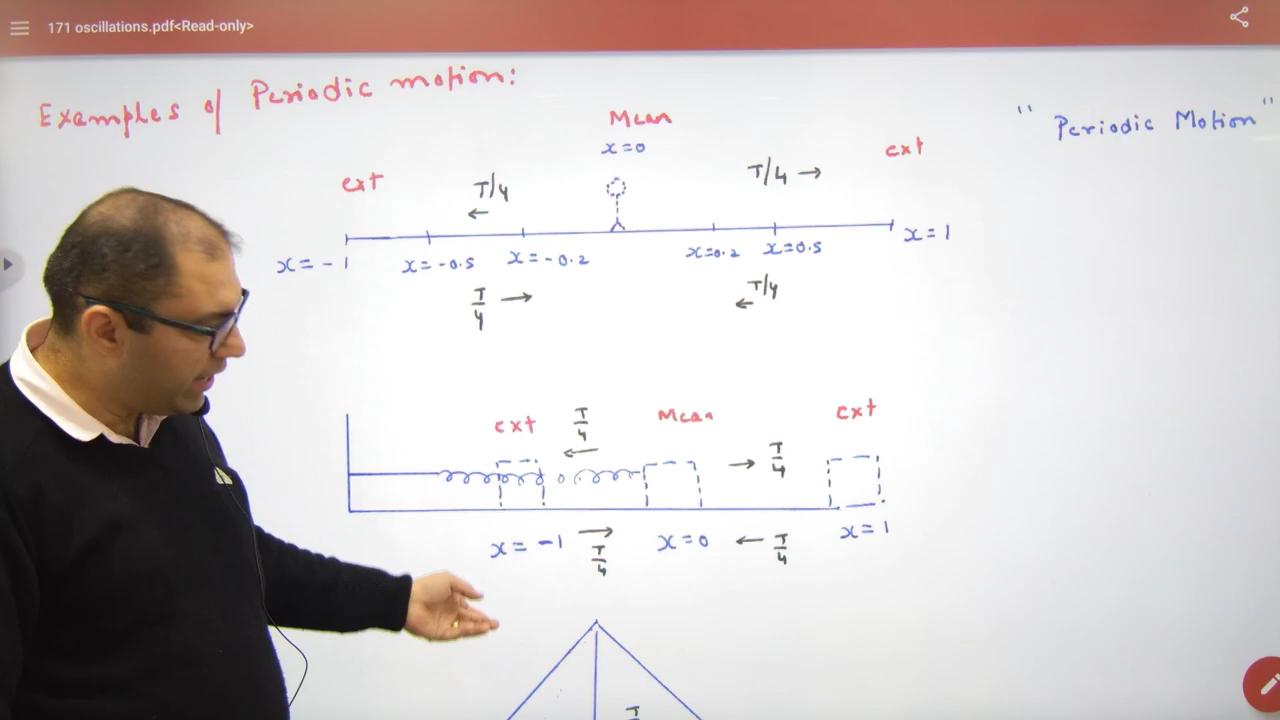 171 oscillations.pdf<Read-only>
Examples of Periodic motion:
"Periodic Motion"
Mean
x=0
ext
ext
T/4
←
T/4 →
x=-1
x=-0.5
x=-0.2
x=0.2
x=0.5
x=1
T/4 →
← T/4
ext
T/4
←
Mean
ext
→ T/4
x=-1
→
T/4
x=0
← T/4
x=1
T